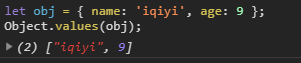 let obj = { name: 'iqiyi', age: 9 };
Object.values(obj);
▶ (2) ["iqiyi", 9]